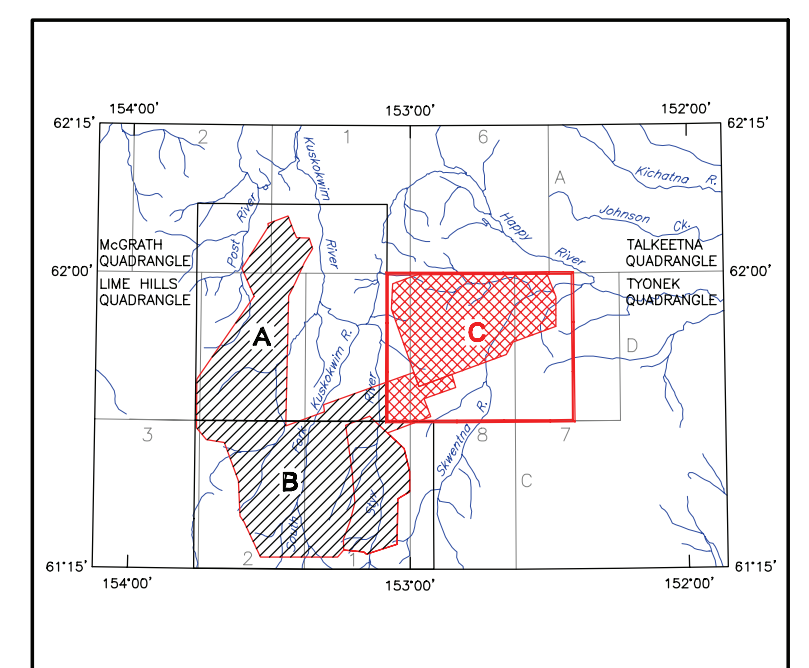 154°00' 153°00' 152°00'
62°15' 62°15'
2 1 6
Kuskokwim
River
A
Kichatna R.
Post River
Johnson Ck.
Happy River
McGRATH QUADRANGLE
TALKEETNA QUADRANGLE
62°00' 62°00'
LIME HILLS QUADRANGLE
TYONEK QUADRANGLE
A
C
D
Kuskokwim R.
River
3
Fork
8 7
Skwentna R.
B
C
Styx
South
2 1
61°15' 61°15'
154°00' 153°00' 152°00'